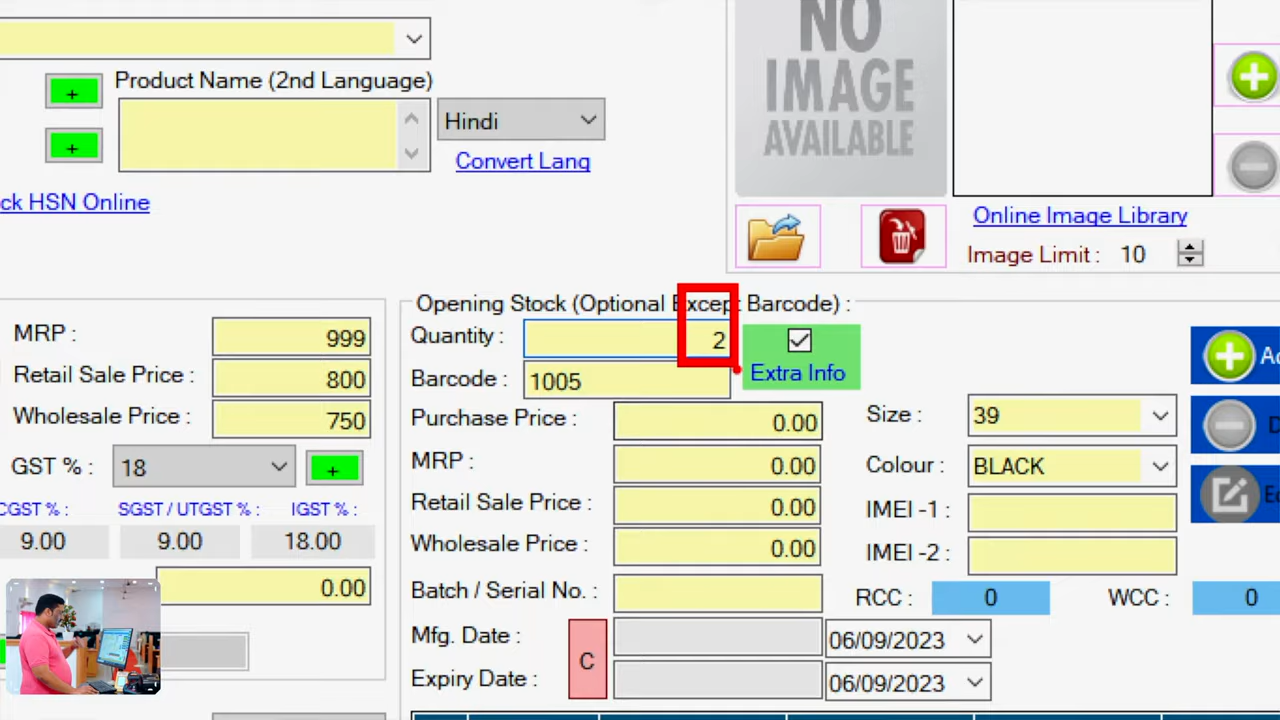 NO
IMAGE
AVAILABLE
+
Product Name (2nd Language)
Hindi
+
Convert Lang
ck HSN Online
Online Image Library
Image Limit : 10
Opening Stock (Optional Except Barcode) :
MRP : 999
Retail Sale Price : 800
Wholesale Price : 750
GST % : 18 +
CGST % : SGST / UTGST % : IGST % :
9.00 9.00 18.00
0.00
Quantity : 2
Extra Info
Barcode : 1005
Purchase Price : 0.00
MRP : 0.00
Retail Sale Price : 0.00
Wholesale Price : 0.00
Batch / Serial No. :
Mfg. Date : 06/09/2023
C
Expiry Date : 06/09/2023
Size : 39
Colour : BLACK
IMEI -1 :
IMEI -2 :
RCC : 0 WCC : 0